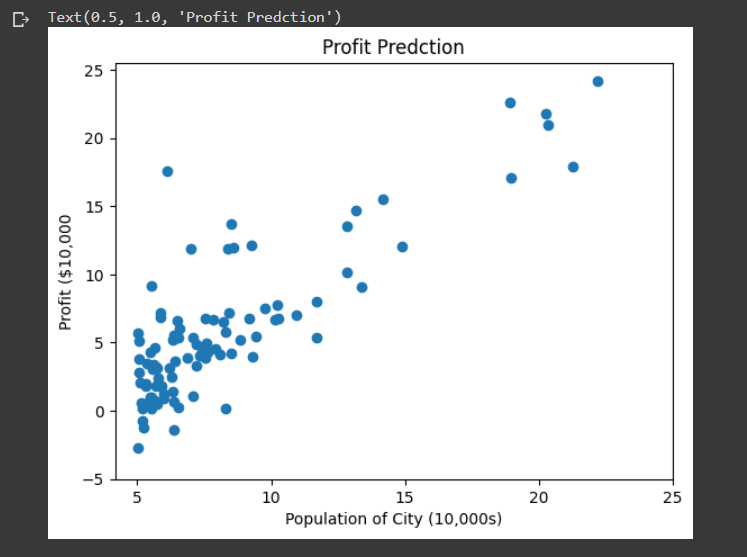 Text(0.5, 1.0, 'Profit Predction')
Profit Predction
25
20
15
10
5
0
−5
Profit ($10,000
5 10 15 20 25
Population of City (10,000s)